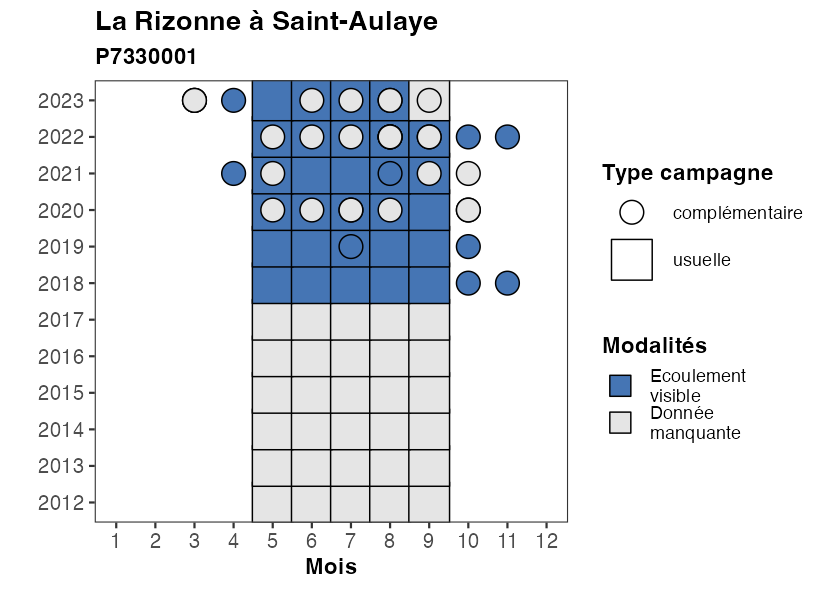 La Rizonne à Saint-Aulaye
P7330001
2023
2022
2021
2020
2019
2018
2017
2016
2015
2014
2013
2012
1 2 3 4 5 6 7 8 9 10 11 12
Mois
Type campagne
complémentaire
usuelle
Modalités
Ecoulement
visible
Donnée
manquante